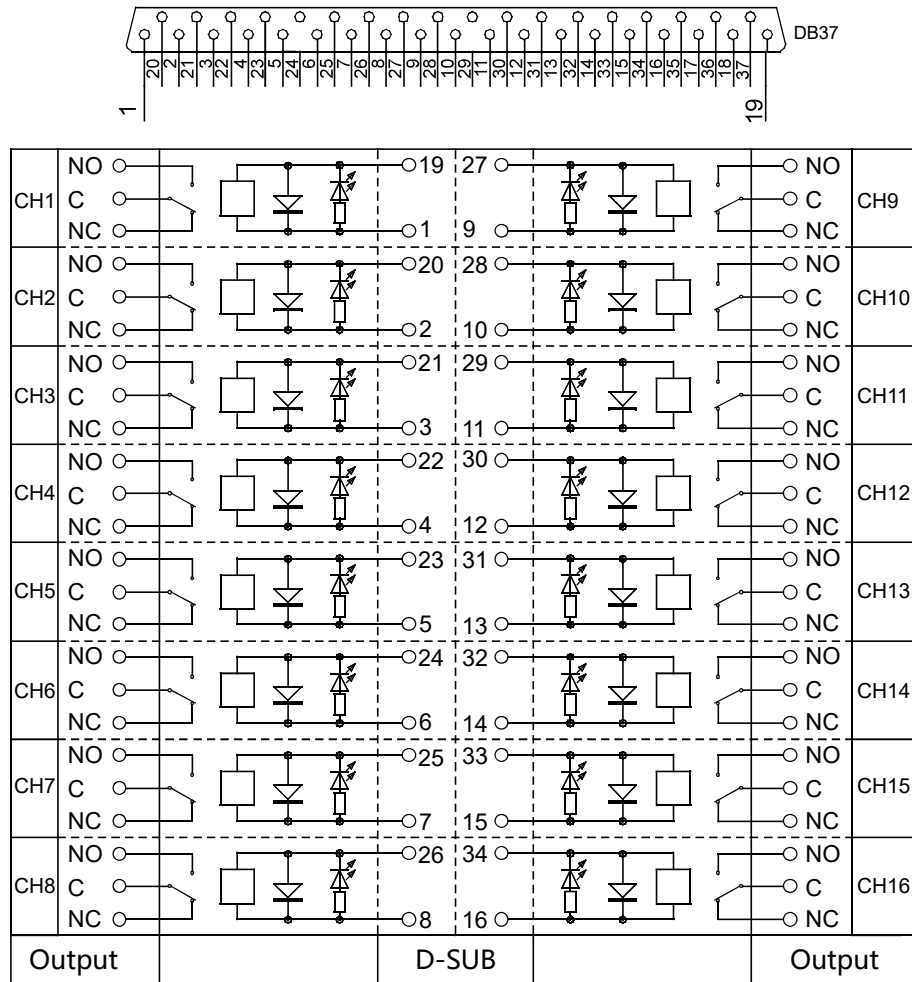 DB37
20 2 21 3 22 4 23 5 24 6 25 7 26 8 27 9 28 10 29 11 30 12 31 13 32 14 33 15 34 16 35 17 36 18 37
1 19
NO 19 27 NO
CH1 C C CH9
NC 1 9 NC
NO 20 28 NO
CH2 C C CH10
NC 2 10 NC
NO 21 29 NO
CH3 C C CH11
NC 3 11 NC
NO 22 30 NO
CH4 C C CH12
NC 4 12 NC
NO 23 31 NO
CH5 C C CH13
NC 5 13 NC
NO 24 32 NO
CH6 C C CH14
NC 6 14 NC
NO 25 33 NO
CH7 C C CH15
NC 7 15 NC
NO 26 34 NO
CH8 C C CH16
NC 8 16 NC
Output D-SUB Output